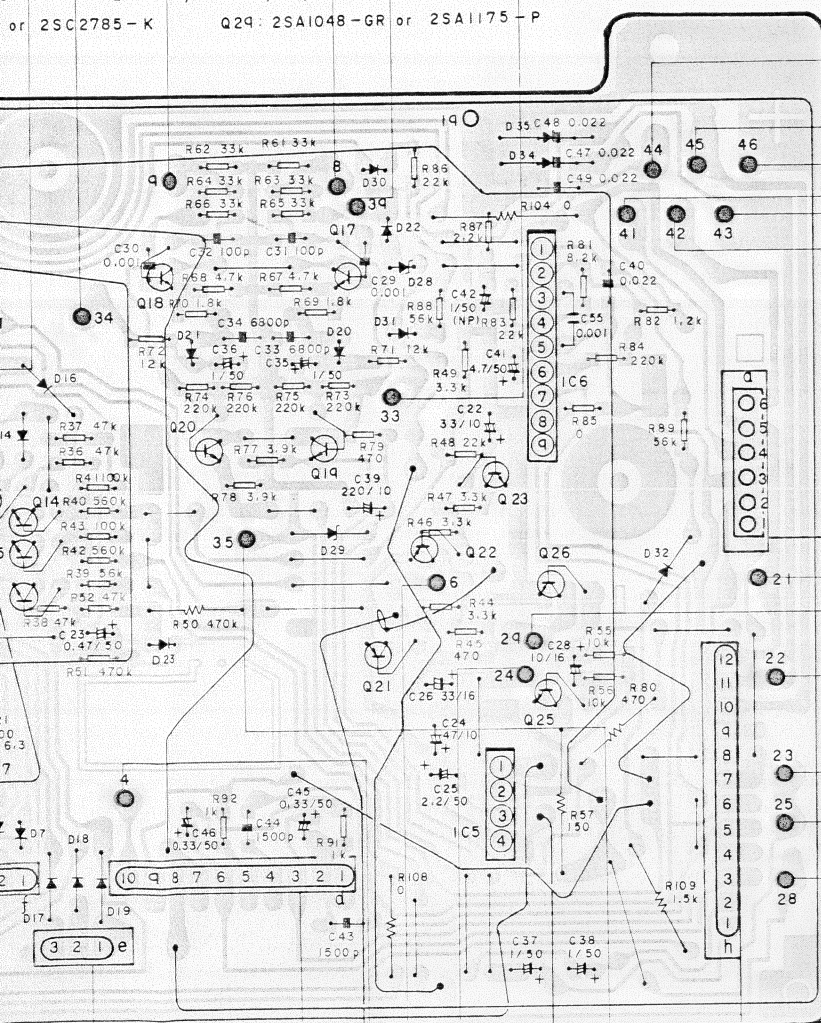 or 2SC2785-K Q29: 2SA1048-GR or 2SA1175-P
19
D35 C48 0.022
R62 33k R61 33k
44 45 46
D34 C47 0.022
8 D30 R86 22k
9 R64 33k R63 33k
C49 0.022
R66 33k R65 33k 39
R104 0
41 42 43
Q17 D22 R87 2.2k
C30 0.001 C32 100p C31 100p
1
R81 8.2k
2
C40 0.022
Q18 R68 4.7k R67 4.7k C29 0.001 D28
C42 1/50 (NP)
3
R70 1.8k R69 1.8k R88 56k R83 22k
4
C55 0.001
R82 1.2k
34
C34 6800p D20 D31
D21
5
R84 220k
R72 12k C36 1/50 C33 6800p C35 1/50 R71 12k
R49 3.3k C41 4.7/50
6
D16
R74 220k R76 220k R75 220k R73 220k
7
IC6
a
33
C22 33/10
8
R85 0
6
Q20
R37 47k
9
R89 56k
5
14
R36 47k
R77 3.9k Q19 R79 470
R48 22k
4
R41 100k
R78 3.9k C39 220/10
Q23
3
Q14 R40 560k
R47 3.3k
2
R43 100k
35
R46 3.3k
1
R42 560k
D29
Q22 Q26 D32
R39 56k
6
21
R52 47k
R44 3.3k
R38 47k
R50 470k
C23 0.47/50
R45 470
29 C28 10/16 R55 10k
D23
12
R51 470k
Q21
24
22
C26 33/16
R56 10k R80 470
11
10
Q25
C24 47/10
9
8
23
4
C25 2.2/50
1
7
C45 0.33/50
R92 1k
2
6
25
C46 0.33/50 C44 1500p
R57 150
3
5
D7 D18
IC5
R91 1k
4
4
2 1
10 9 8 7 6 5 4 3 2 1
R108 0
3
28
f
d
R109 1.5k
2
D17 D19
1
3 2 1 e
C43 1500p
C37 1/50 C38 1/50
h